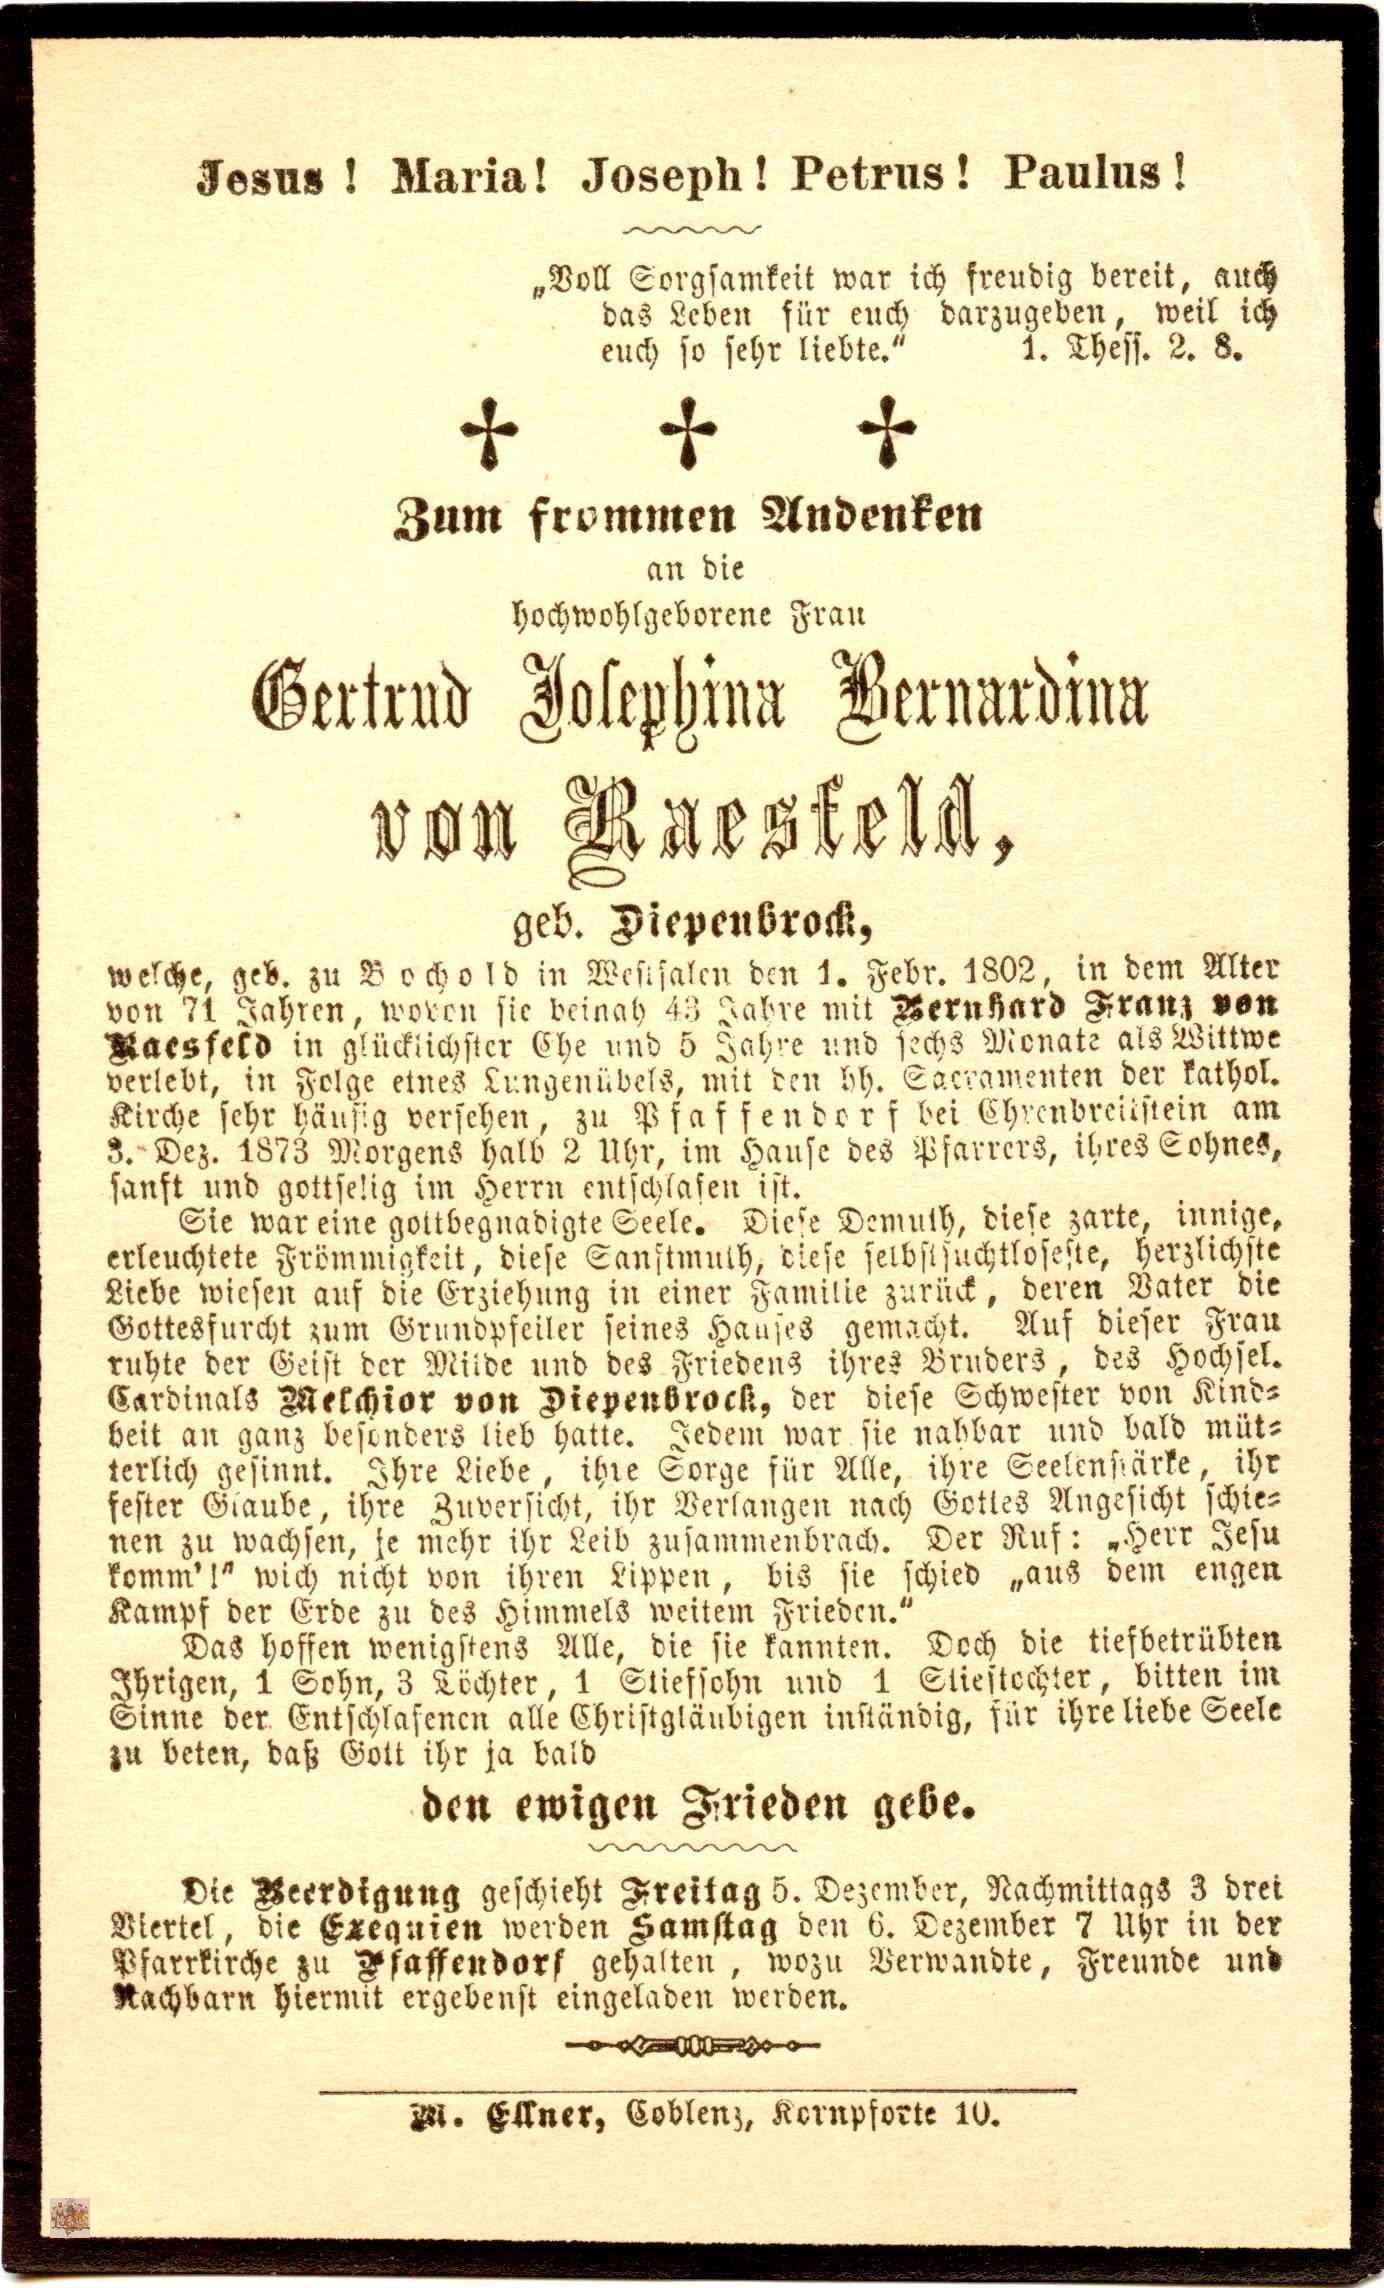 Jesus! Maria! Joseph! Petrus! Paulus!
„Voll Sorgsamkeit war ich freudig bereit, auch
das Leben für euch darzugeben, weil ich
euch so sehr liebte.“ 1. Thess. 2. 8.
Zum frommen Andenken
an die
hochwohlgeborene Frau
Gertrud Josephina Bernardina
von Raesfeld,
geb. Diepenbrock,
welche, geb. zu Bocholt in Westfalen den 1. Febr. 1802, in dem Alter
von 71 Jahren, wovon sie beinah 43 Jahre mit Bernhard Franz von
Raesfeld in glücklichster Ehe und 5 Jahre und sechs Monate als Wittwe
verlebt, in Folge eines Lungenübels, mit den hh. Sacramenten der kathol.
Kirche sehr häufig versehen, zu Pfaffendorf bei Ehrenbreitstein am
3. Dez. 1873 Morgens halb 2 Uhr, im Hause des Pfarrers, ihres Sohnes,
sanft und gottselig im Herrn entschlafen ist.
Sie war eine gottbegnadigte Seele. Diese Demuth, diese zarte, innige,
erleuchtete Frömmigkeit, diese Sanftmuth, diese selbstsuchtloseste, herzlichste
Liebe wiesen auf die Erziehung in einer Familie zurück, deren Vater die
Gottesfurcht zum Grundpfeiler seines Hauses gemacht. Auf dieser Frau
ruhte der Geist der Milde und des Friedens ihres Bruders, des Hochsel.
Cardinals Melchior von Diepenbrock, der diese Schwester von Kind-
heit an ganz besonders lieb hatte. Jedem war sie nahbar und bald müt-
terlich gesinnt. Ihre Liebe, ihre Sorge für Alle, ihre Seelenstärke, ihr
fester Glaube, ihre Zuversicht, ihr Verlangen nach Gottes Angesicht schie-
nen zu wachsen, je mehr ihr Leib zusammenbrach. Der Ruf: „Herr Jesu
komm'!“ wich nicht von ihren Lippen, bis sie schied „aus dem engen
Kampf der Erde zu des Himmels weitem Frieden.“
Das hoffen wenigstens Alle, die sie kannten. Doch die tiefbetrübten
Ihrigen, 1 Sohn, 3 Töchter, 1 Stiefsohn und 1 Stieftochter, bitten im
Sinne der Entschlafenen alle Christgläubigen inständig, für ihre liebe Seele
zu beten, daß Gott ihr ja bald
den ewigen Frieden gebe.
Die Beerdigung geschieht Freitag 5. Dezember, Nachmittags 3 drei
Viertel, die Exequien werden Samstag den 6. Dezember 7 Uhr in der
Pfarrkirche zu Pfaffendorf gehalten, wozu Verwandte, Freunde und
Nachbarn hiermit ergebenst eingeladen werden.
M. Ellner, Coblenz, Kornpforte 10.